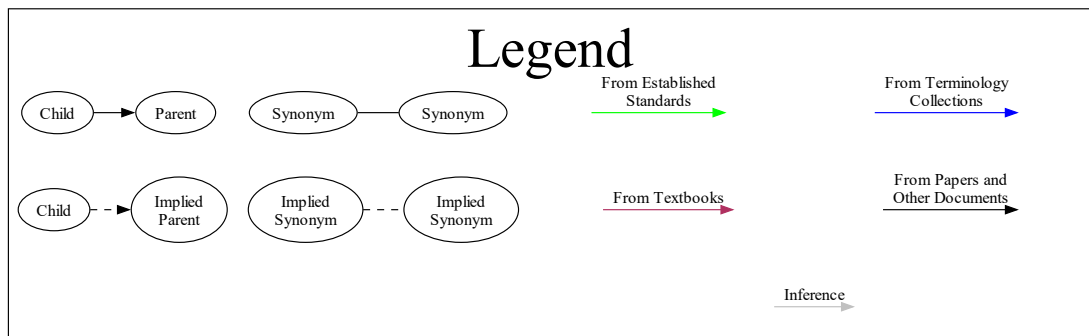 Legend
Child
Parent
Synonym
Synonym
From Established
Standards
From Terminology
Collections
Child
Implied
Parent
Implied
Synonym
Implied
Synonym
From Textbooks
From Papers and
Other Documents
Inference